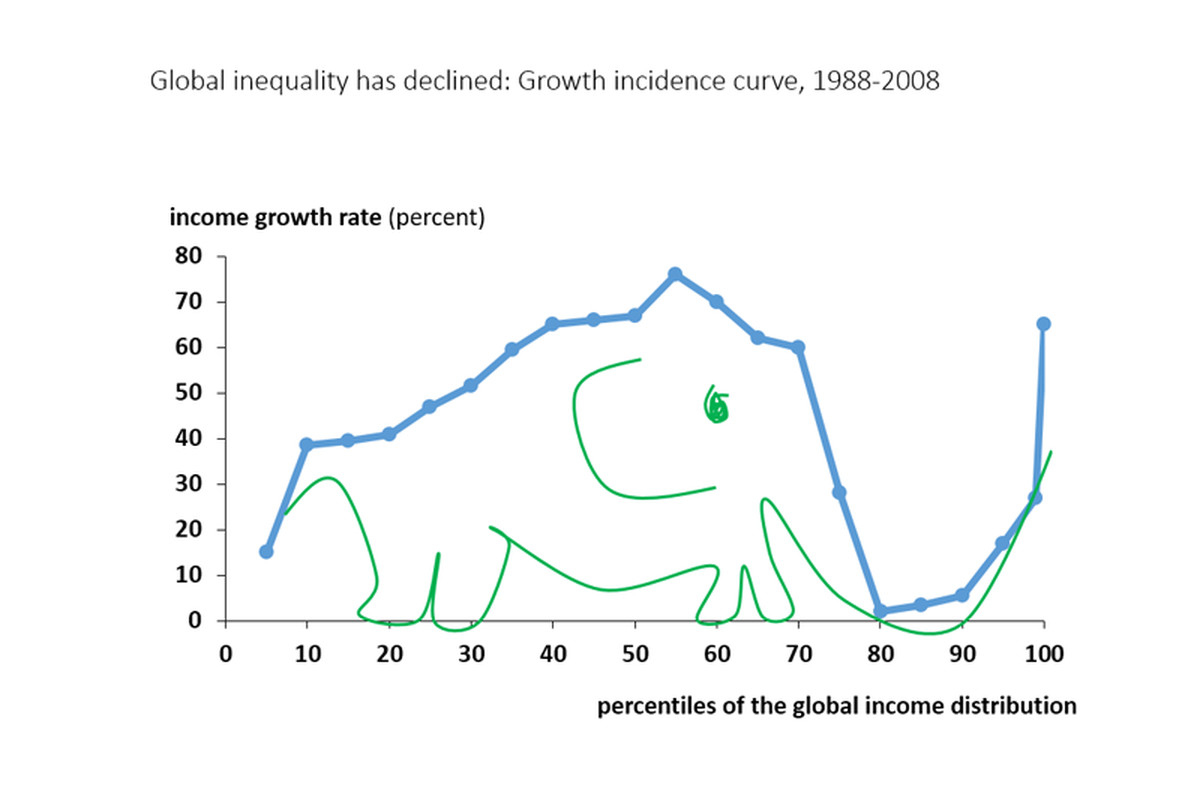 Global inequality has declined: Growth incidence curve, 1988-2008
income growth rate (percent)
80
70
60
50
40
30
20
10
0
0 10 20 30 40 50 60 70 80 90 100
percentiles of the global income distribution